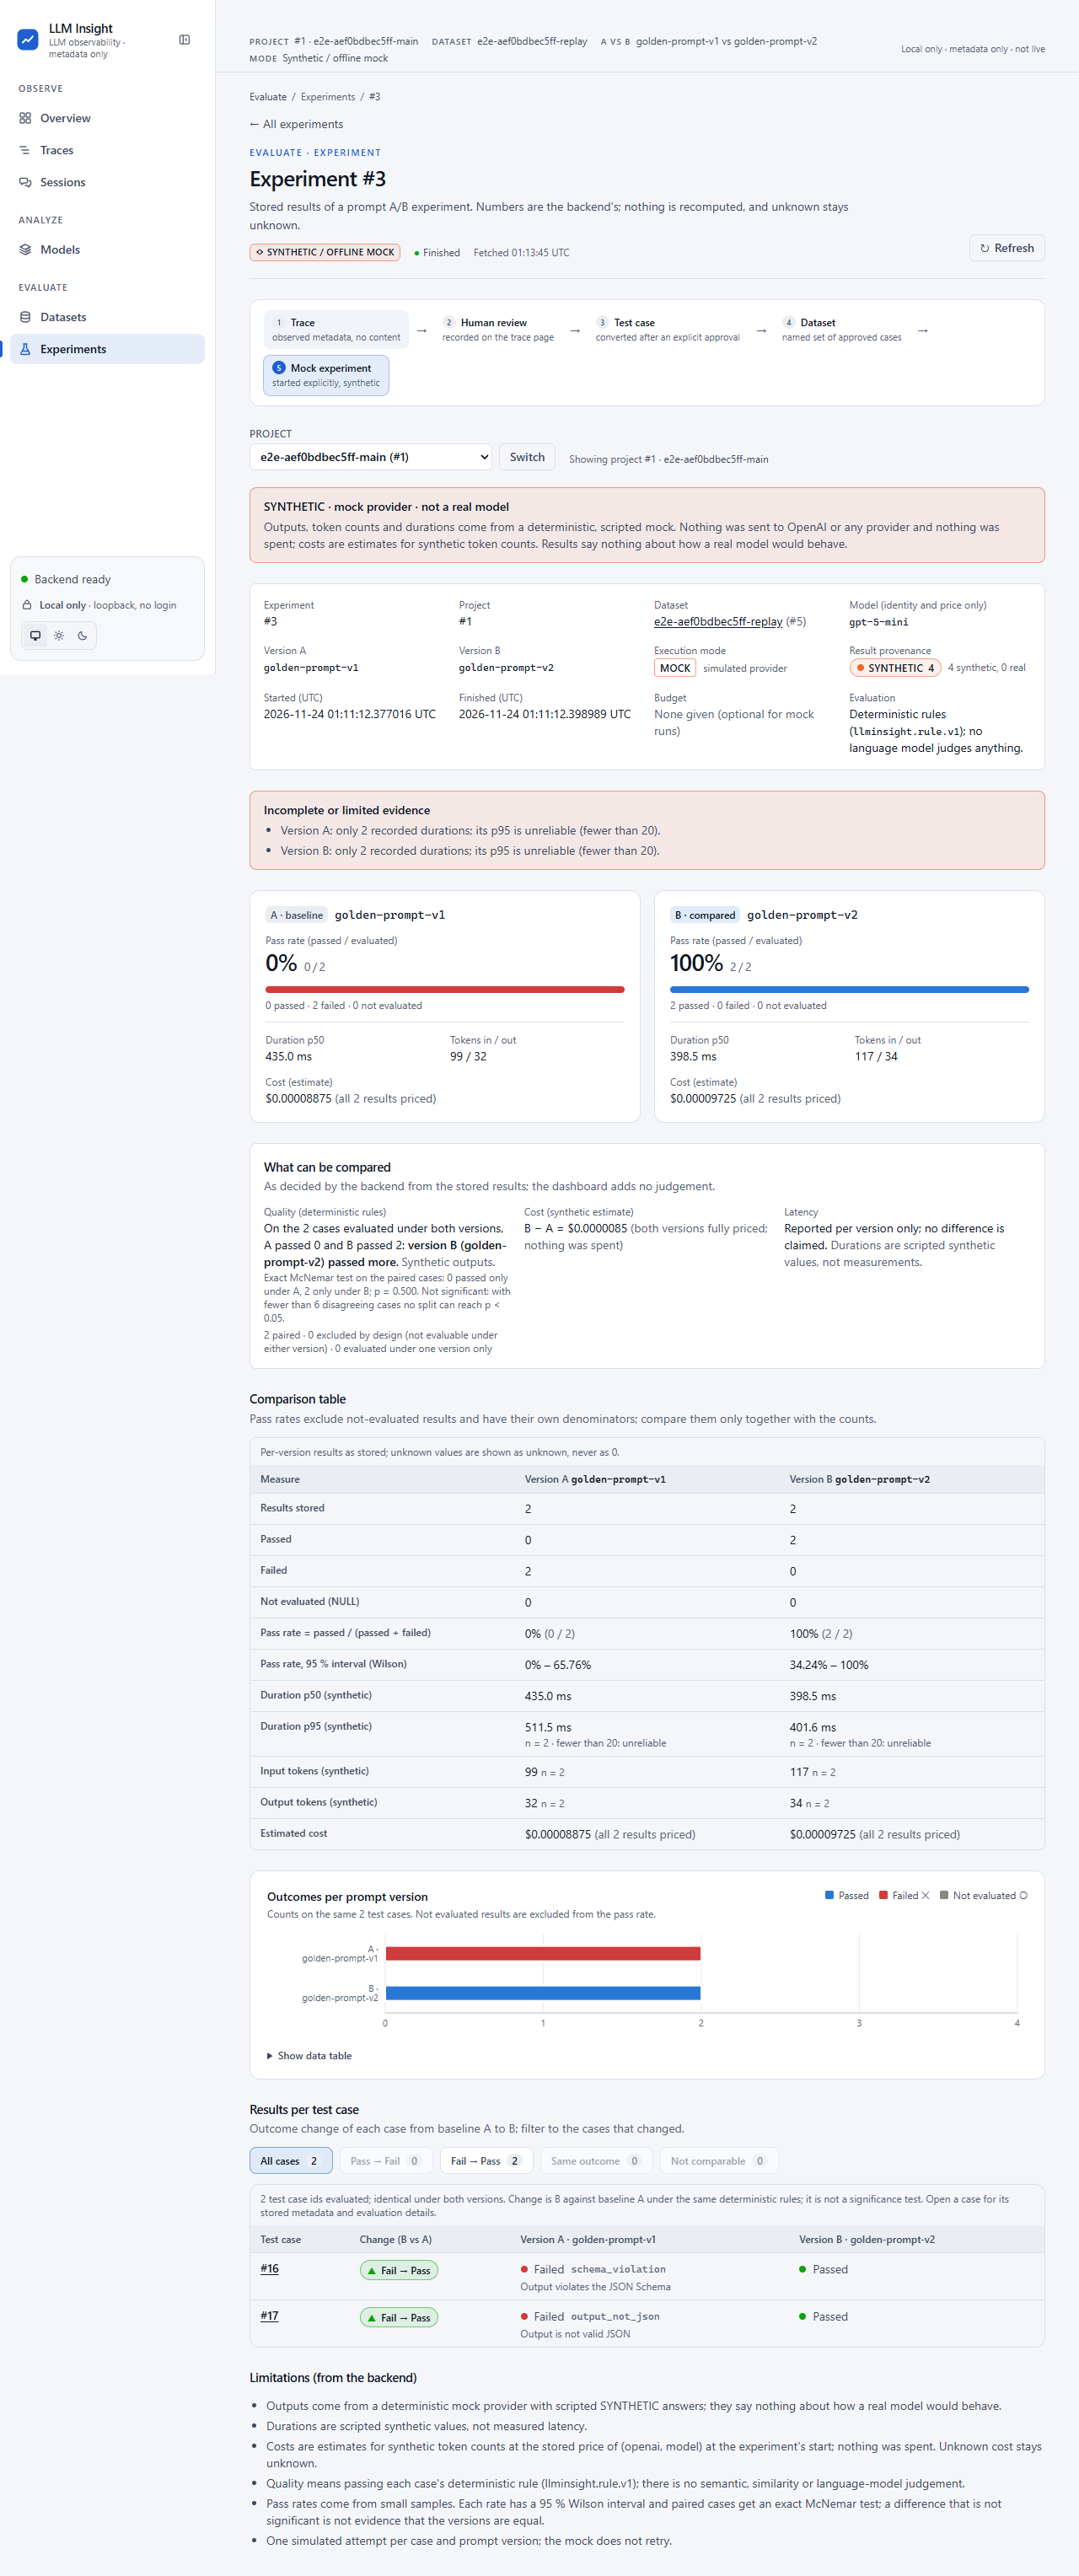 LLM Insight
LLM observability ·
metadata only
OBSERVE
Overview
Traces
Sessions
ANALYZE
Models
EVALUATE
Datasets
Experiments
Backend ready
Local only · loopback, no login
PROJECT #1 · e2e-aef0bdbec5ff-main DATASET e2e-aef0bdbec5ff-replay A VS B golden-prompt-v1 vs golden-prompt-v2
MODE Synthetic / offline mock
Local only · metadata only · not live
Evaluate / Experiments / #3
← All experiments
EVALUATE · EXPERIMENT
Experiment #3
Stored results of a prompt A/B experiment. Numbers are the backend's; nothing is recomputed, and unknown stays
unknown.
SYNTHETIC / OFFLINE MOCK Finished Fetched 01:13:45 UTC
↻ Refresh
1 Trace
observed metadata, no content
→
2 Human review
recorded on the trace page
→
3 Test case
converted after an explicit approval
→
4 Dataset
named set of approved cases
→
5 Mock experiment
started explicitly, synthetic
PROJECT
e2e-aef0bdbec5ff-main (#1) Switch Showing project #1 · e2e-aef0bdbec5ff-main
SYNTHETIC · mock provider · not a real model
Outputs, token counts and durations come from a deterministic, scripted mock. Nothing was sent to OpenAI or any provider and nothing was
spent; costs are estimates for synthetic token counts. Results say nothing about how a real model would behave.
Experiment
#3
Project
#1
Dataset
e2e-aef0bdbec5ff-replay (#5)
Model (identity and price only)
gpt-5-mini
Version A
golden-prompt-v1
Version B
golden-prompt-v2
Execution mode
MOCK simulated provider
Result provenance
SYNTHETIC 4 4 synthetic, 0 real
Started (UTC)
2026-11-24 01:11:12.377016 UTC
Finished (UTC)
2026-11-24 01:11:12.398989 UTC
Budget
None given (optional for mock
runs)
Evaluation
Deterministic rules
(llminsight.rule.v1); no
language model judges anything.
Incomplete or limited evidence
• Version A: only 2 recorded durations; its p95 is unreliable (fewer than 20).
• Version B: only 2 recorded durations; its p95 is unreliable (fewer than 20).
A · baseline golden-prompt-v1
Pass rate (passed / evaluated)
0% 0 / 2
0 passed · 2 failed · 0 not evaluated
Duration p50
435.0 ms
Tokens in / out
99 / 32
Cost (estimate)
$0.00008875 (all 2 results priced)
B · compared golden-prompt-v2
Pass rate (passed / evaluated)
100% 2 / 2
2 passed · 0 failed · 0 not evaluated
Duration p50
398.5 ms
Tokens in / out
117 / 34
Cost (estimate)
$0.00009725 (all 2 results priced)
What can be compared
As decided by the backend from the stored results; the dashboard adds no judgement.
Quality (deterministic rules)
On the 2 cases evaluated under both versions,
A passed 0 and B passed 2: version B (golden-
prompt-v2) passed more. Synthetic outputs.
Exact McNemar test on the paired cases: 0 passed only
under A, 2 only under B; p = 0.500. Not significant: with
fewer than 6 disagreeing cases no split can reach p <
0.05.
2 paired · 0 excluded by design (not evaluable under
either version) · 0 evaluated under one version only
Cost (synthetic estimate)
B − A = $0.0000085 (both versions fully priced;
nothing was spent)
Latency
Reported per version only; no difference is
claimed. Durations are scripted synthetic
values, not measurements.
Comparison table
Pass rates exclude not-evaluated results and have their own denominators; compare them only together with the counts.
Per-version results as stored; unknown values are shown as unknown, never as 0.
Measure Version A golden-prompt-v1 Version B golden-prompt-v2
Results stored 2 2
Passed 0 2
Failed 2 0
Not evaluated (NULL) 0 0
Pass rate = passed / (passed + failed) 0% (0 / 2) 100% (2 / 2)
Pass rate, 95 % interval (Wilson) 0% – 65.76% 34.24% – 100%
Duration p50 (synthetic) 435.0 ms 398.5 ms
Duration p95 (synthetic) 511.5 ms 401.6 ms
n = 2 · fewer than 20: unreliable n = 2 · fewer than 20: unreliable
Input tokens (synthetic) 99 n = 2 117 n = 2
Output tokens (synthetic) 32 n = 2 34 n = 2
Estimated cost $0.00008875 (all 2 results priced) $0.00009725 (all 2 results priced)
Outcomes per prompt version
Passed Failed × Not evaluated ○
Counts on the same 2 test cases. Not evaluated results are excluded from the pass rate.
A ·
golden-prompt-v1
B ·
golden-prompt-v2
0 1 2 3 4
▶ Show data table
Results per test case
Outcome change of each case from baseline A to B; filter to the cases that changed.
All cases 2 Pass → Fail 0 Fail → Pass 2 Same outcome 0 Not comparable 0
2 test case ids evaluated; identical under both versions. Change is B against baseline A under the same deterministic rules; it is not a significance test. Open a case for its
stored metadata and evaluation details.
Test case Change (B vs A) Version A · golden-prompt-v1 Version B · golden-prompt-v2
#16 ▲ Fail → Pass Failed schema_violation Passed
Output violates the JSON Schema
#17 ▲ Fail → Pass Failed output_not_json Passed
Output is not valid JSON
Limitations (from the backend)
• Outputs come from a deterministic mock provider with scripted SYNTHETIC answers; they say nothing about how a real model would behave.
• Durations are scripted synthetic values, not measured latency.
• Costs are estimates for synthetic token counts at the stored price of (openai, model) at the experiment's start; nothing was spent. Unknown cost stays
unknown.
• Quality means passing each case's deterministic rule (llminsight.rule.v1); there is no semantic, similarity or language-model judgement.
• Pass rates come from small samples. Each rate has a 95 % Wilson interval and paired cases get an exact McNemar test; a difference that is not
significant is not evidence that the versions are equal.
• One simulated attempt per case and prompt version; the mock does not retry.